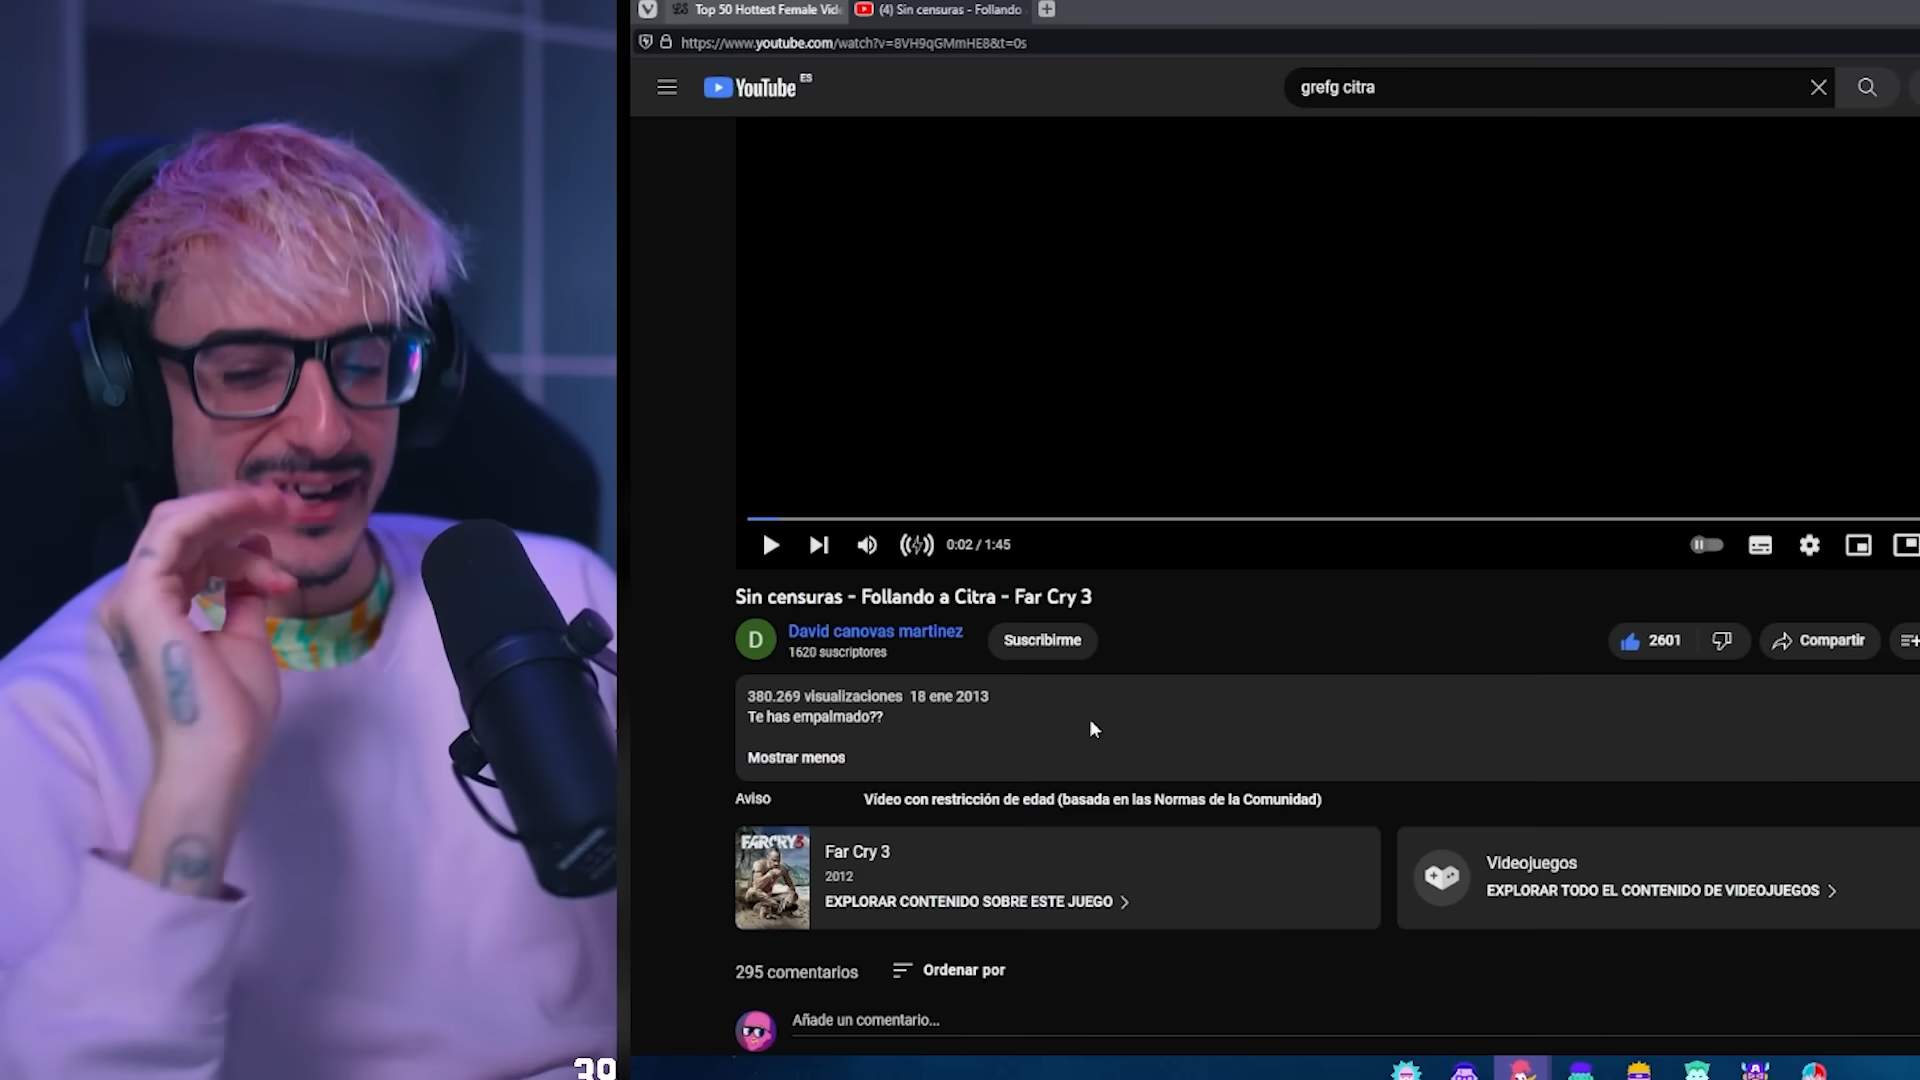 Top 50 Hottest Female Vid
(4) Sin censuras - Follando
https://www.youtube.com/watch?v=8VH9qGMmHE8&t=0s
YouTube ES
grefg citra
0:02 / 1:45
Sin censuras - Follando a Citra - Far Cry 3
David canovas martinez
1620 suscriptores
Suscribirme
2601
Compartir
380.269 visualizaciones 18 ene 2013
Te has empalmado??
Mostrar menos
Aviso
Vídeo con restricción de edad (basada en las Normas de la Comunidad)
FARCRY3
Far Cry 3
2012
EXPLORAR CONTENIDO SOBRE ESTE JUEGO
Videojuegos
EXPLORAR TODO EL CONTENIDO DE VIDEOJUEGOS
295 comentarios
Ordenar por
Añade un comentario...
39